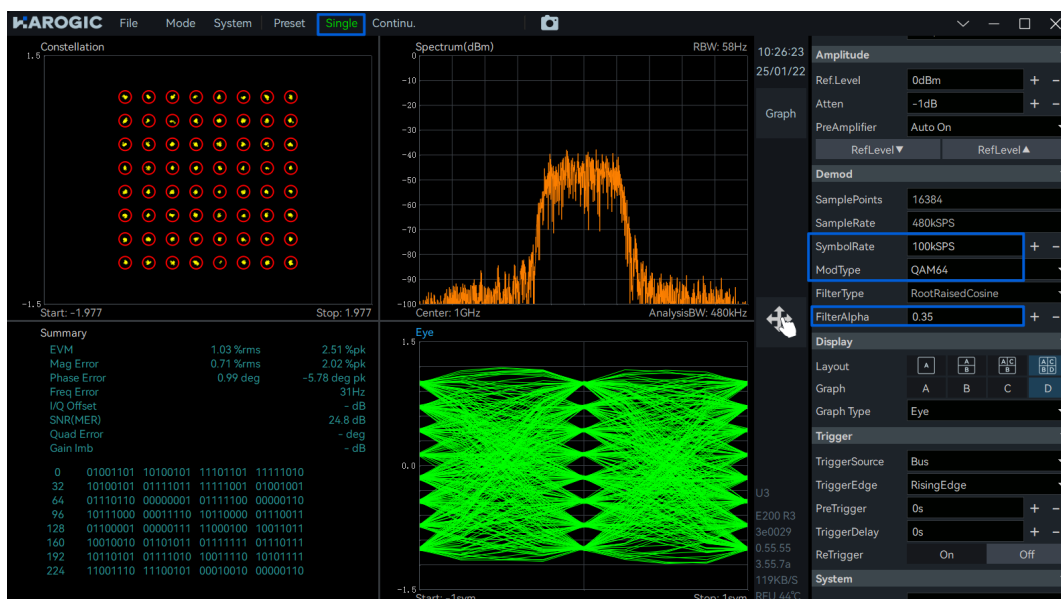 HAROGIC File Mode System Preset Single Continu.
Constellation
1.5
-1.5
Start: -1.977 Stop: 1.977
Spectrum(dBm) RBW: 58Hz
0
-10
-20
-30
-40
-50
-60
-70
-80
-90
-100
Center: 1GHz AnalysisBW: 480kHz
Summary
EVM 1.03 %rms 2.51 %pk
Mag Error 0.71 %rms 2.02 %pk
Phase Error 0.99 deg -5.78 deg pk
Freq Error 31Hz
I/Q Offset - dB
SNR(MER) 24.8 dB
Quad Error - deg
Gain Imb - dB
0 01001101 10100101 11101101 11111010
32 10100101 01111011 11111001 01001001
64 01110110 00000001 01111100 00000110
96 10111000 00011110 10110000 01110011
128 01100001 00000111 11000100 10011011
160 10010010 01101011 01111111 01110111
192 10110101 01111010 10011110 10101111
224 11001110 11100101 00010010 00000110
Eye
1.5
0.0
-1.5
Start: -1sym Stop: 1sym
10:26:23
25/01/22
Graph
U3
E200 R3
3e0029
0.55.55
3.55.7a
119KB/S
RFU 44°C
Amplitude
Ref.Level 0dBm + -
Atten -1dB + -
PreAmplifier Auto On
RefLevel▼ RefLevel▲
Demod
SamplePoints 16384
SampleRate 480kSPS
SymbolRate 100kSPS + -
ModType QAM64
FilterType RootRaisedCosine
FilterAlpha 0.35 + -
Display
Layout A A B A C B A C B D
Graph A B C D
Graph Type Eye
Trigger
TriggerSource Bus
TriggerEdge RisingEdge
PreTrigger 0s + -
TriggerDelay 0s + -
ReTrigger On Off
System